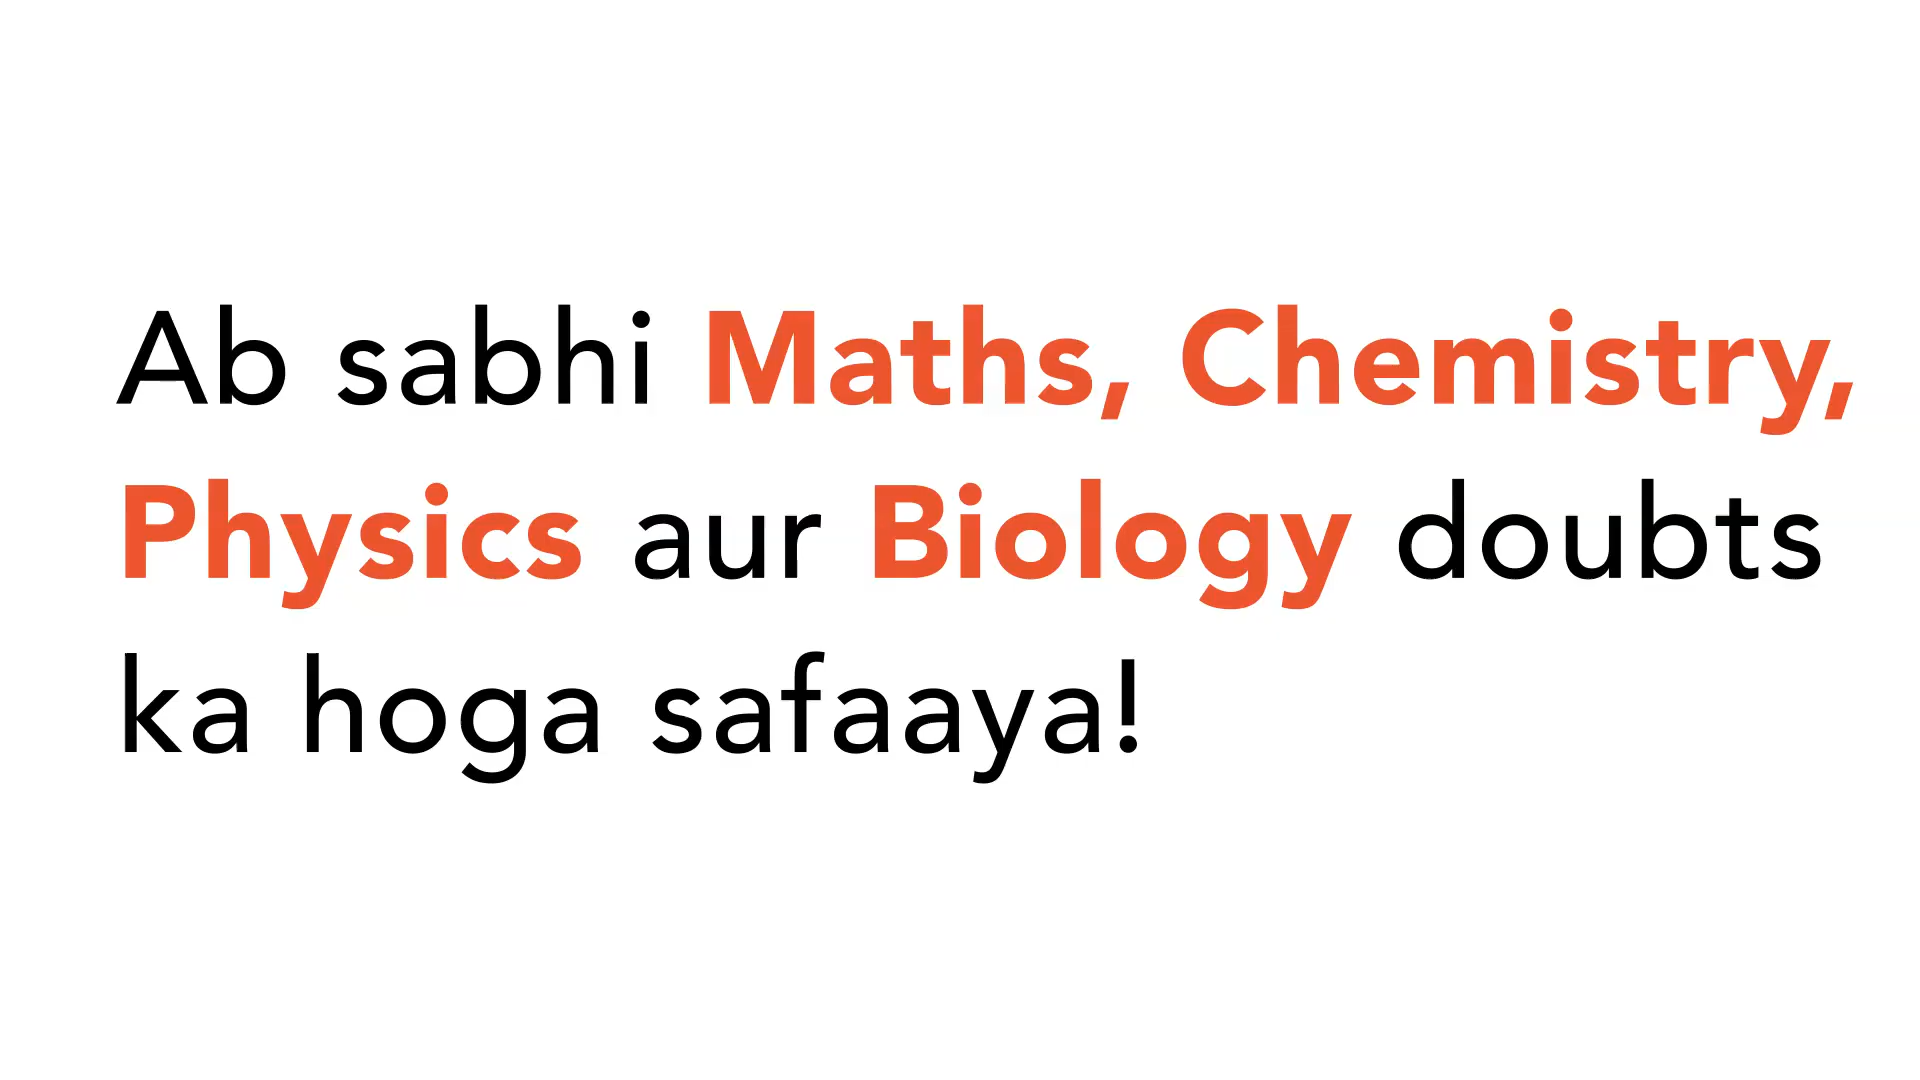 Ab sabhi Maths, Chemistry,
Physics aur Biology doubts
ka hoga safaaya!